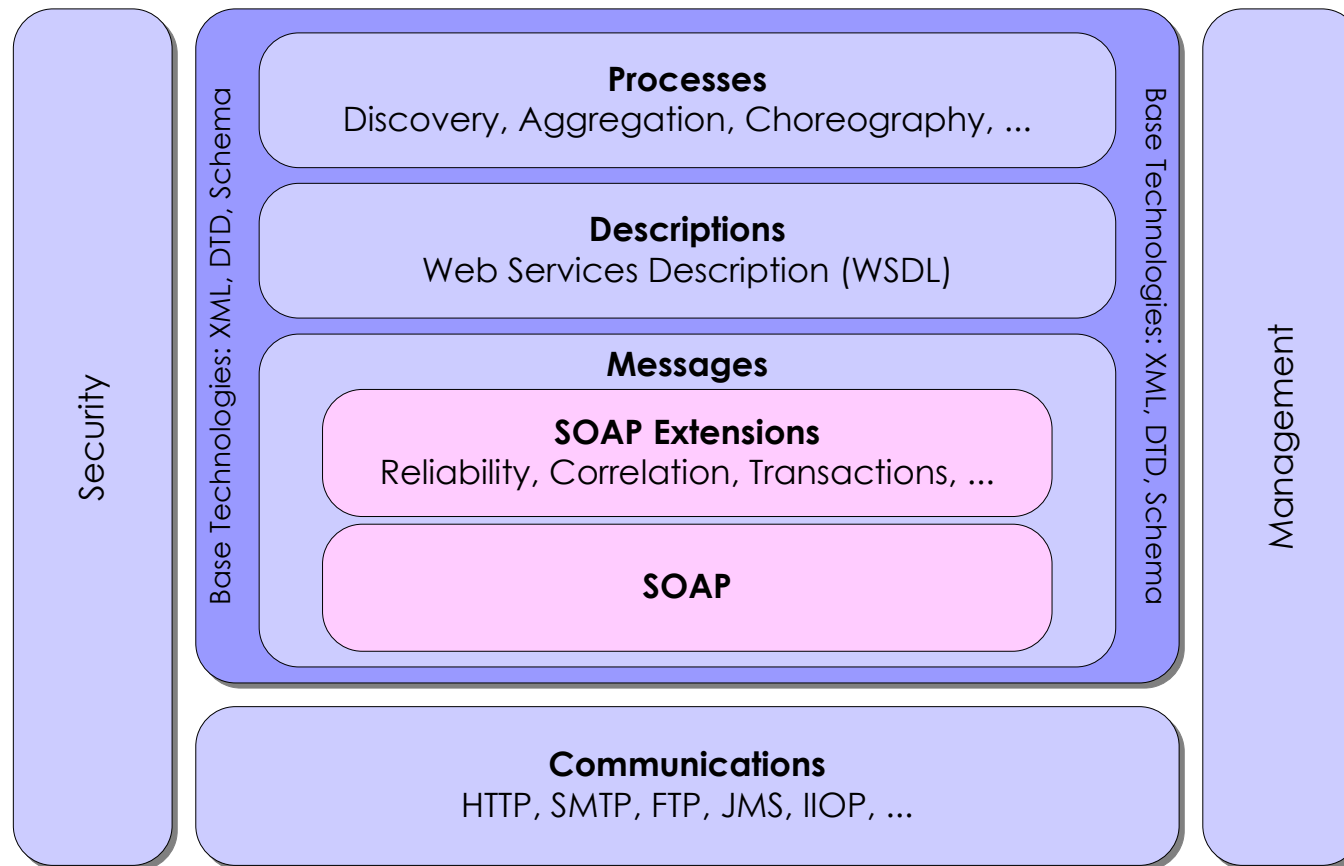 Security
Base Technologies: XML, DTD, Schema
Processes
Discovery, Aggregation, Choreography, ...
Descriptions
Web Services Description (WSDL)
Messages
SOAP Extensions
Reliability, Correlation, Transactions, ...
SOAP
Base Technologies: XML, DTD, Schema
Management
Communications
HTTP, SMTP, FTP, JMS, IIOP, ...